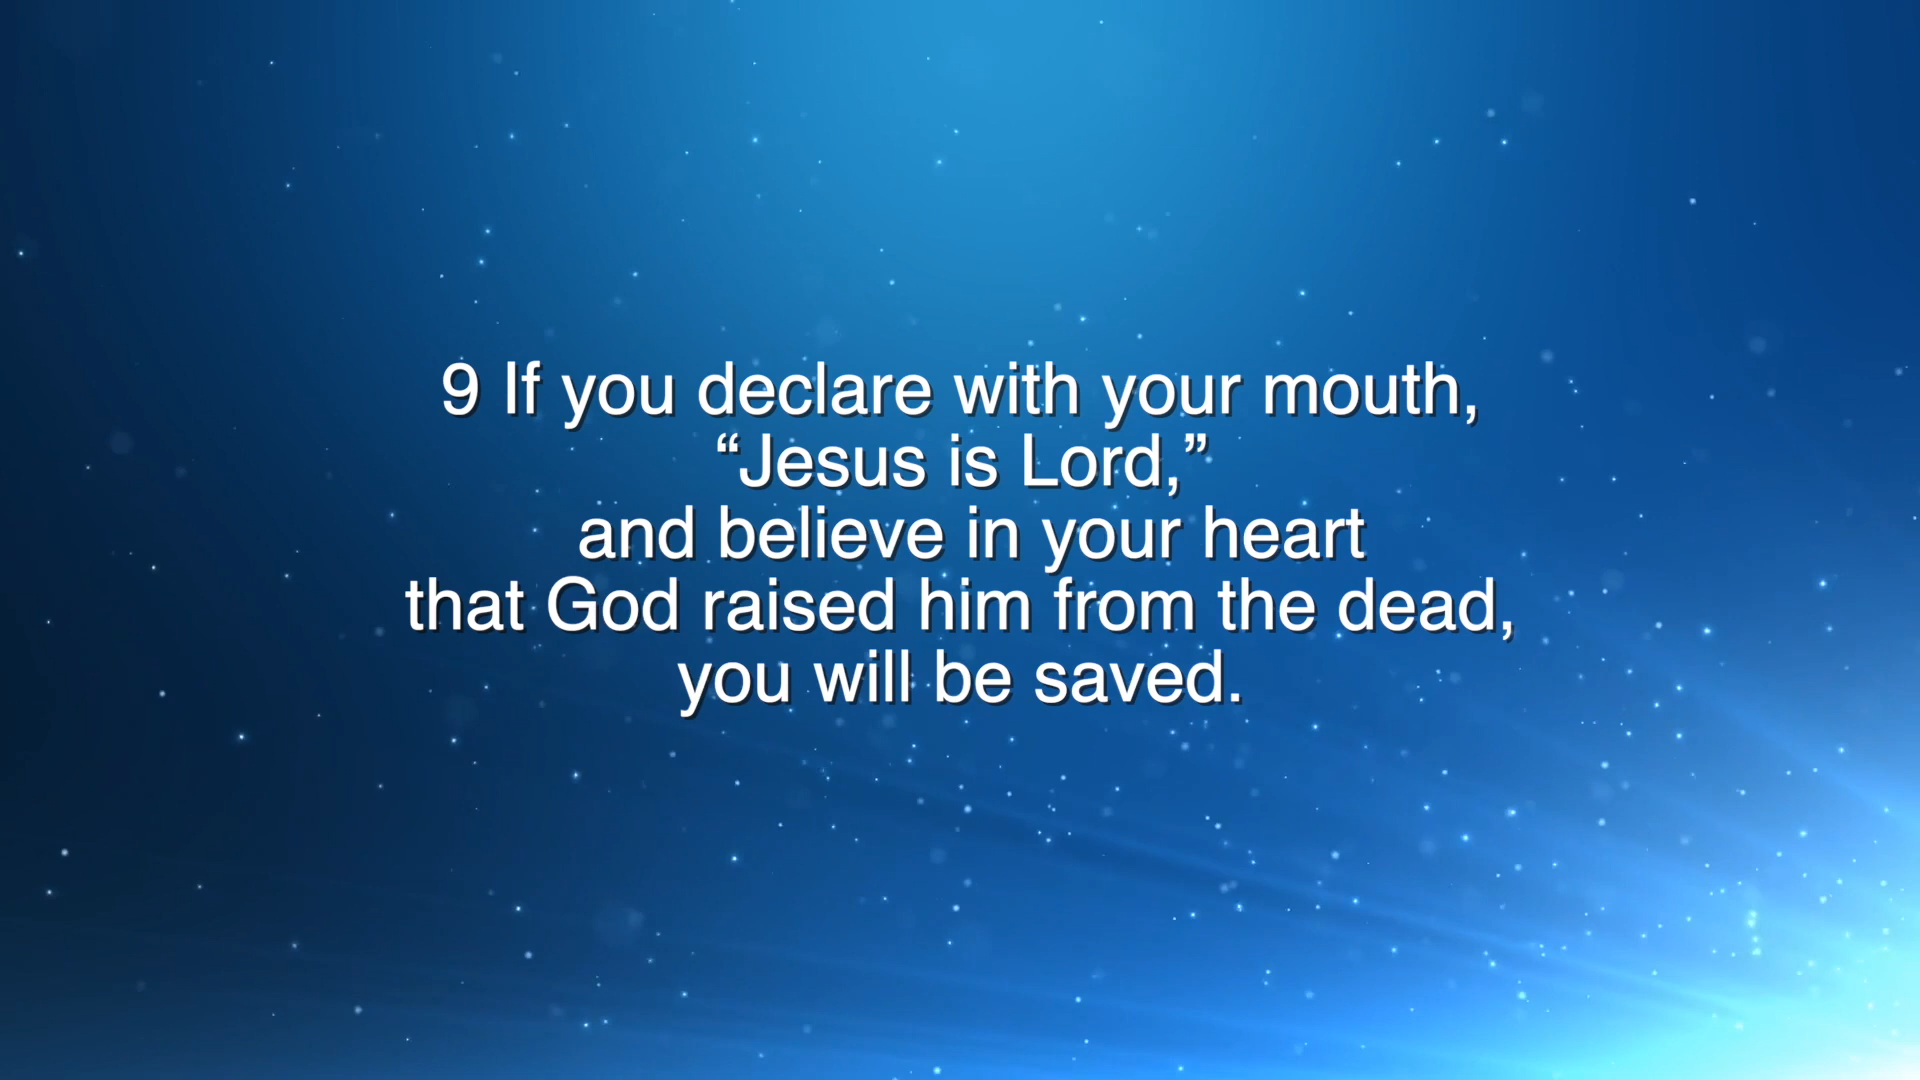 9 If you declare with your mouth,
“Jesus is Lord,”
and believe in your heart
that God raised him from the dead,
you will be saved.